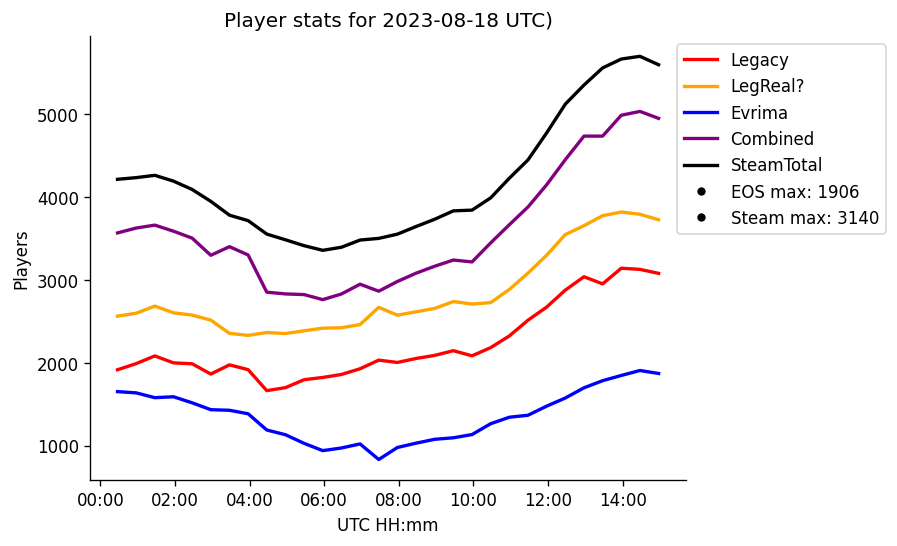 Player stats for 2023-08-18 UTC)
Legacy
LegReal?
Evrima
Combined
SteamTotal
EOS max: 1906
Steam max: 3140
Players
5000
4000
3000
2000
1000
00:00 02:00 04:00 06:00 08:00 10:00 12:00 14:00
UTC HH:mm